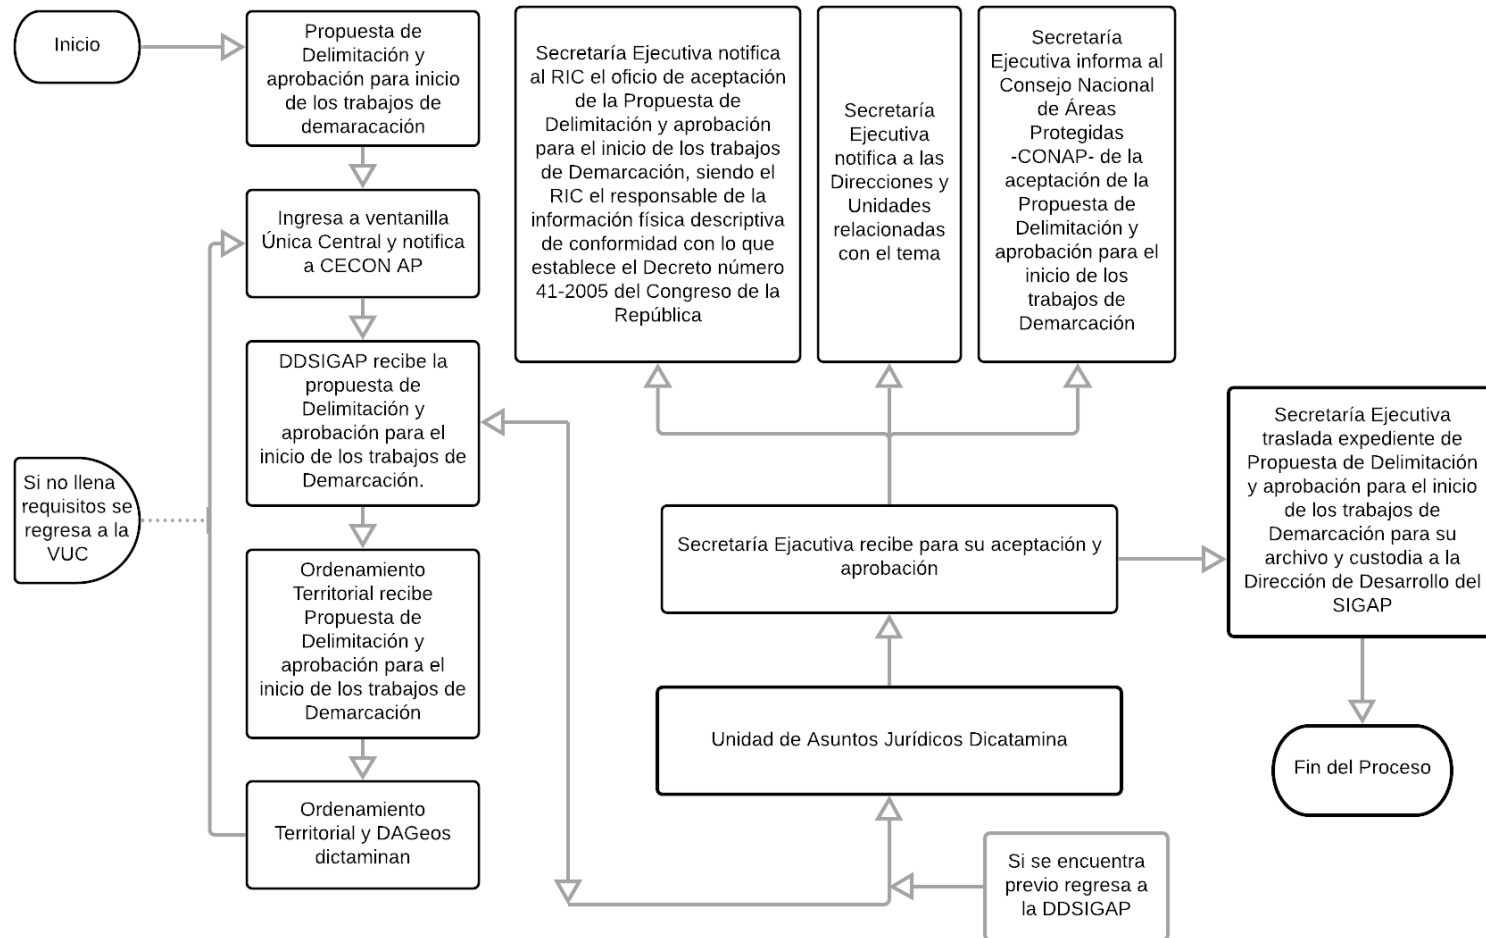 Inicio
Propuesta de
Delimitación y
aprobación para inicio
de los trabajos de
demaracación
Ingresa a ventanilla
Única Central y notifica
a CECON AP
DDSIGAP recibe la
propuesta de
Delimitación y
aprobación para el
inicio de los trabajos de
Demarcación.
Si no llena
requisitos se
regresa a la
VUC
Ordenamiento
Territorial recibe
Propuesta de
Delimitación y
aprobación para el
inicio de los trabajos de
Demarcación
Ordenamiento
Territorial y DAGeos
dictaminan
Si se encuentra
previo regresa a
la DDSIGAP
Unidad de Asuntos Jurídicos Dicatamina
Secretaría Ejacutiva recibe para su aceptación y
aprobación
Secretaría Ejecutiva notifica
al RIC el oficio de aceptación
de la Propuesta de
Delimitación y aprobación
para el inicio de los trabajos
de Demarcación, siendo el
RIC el responsable de la
información física descriptiva
de conformidad con lo que
establece el Decreto número
41-2005 del Congreso de la
República
Secretaría
Ejecutiva
notifica a las
Direcciones y
Unidades
relacionadas
con el tema
Secretaría
Ejecutiva informa al
Consejo Nacional
de Áreas
Protegidas
-CONAP- de la
aceptación de la
Propuesta de
Delimitación y
aprobación para el
inicio de los
trabajos de
Demarcación
Secretaría Ejecutiva
traslada expediente de
Propuesta de Delimitación
y aprobación para el inicio
de los trabajos de
Demarcación para su
archivo y custodia a la
Dirección de Desarrollo del
SIGAP
Fin del Proceso